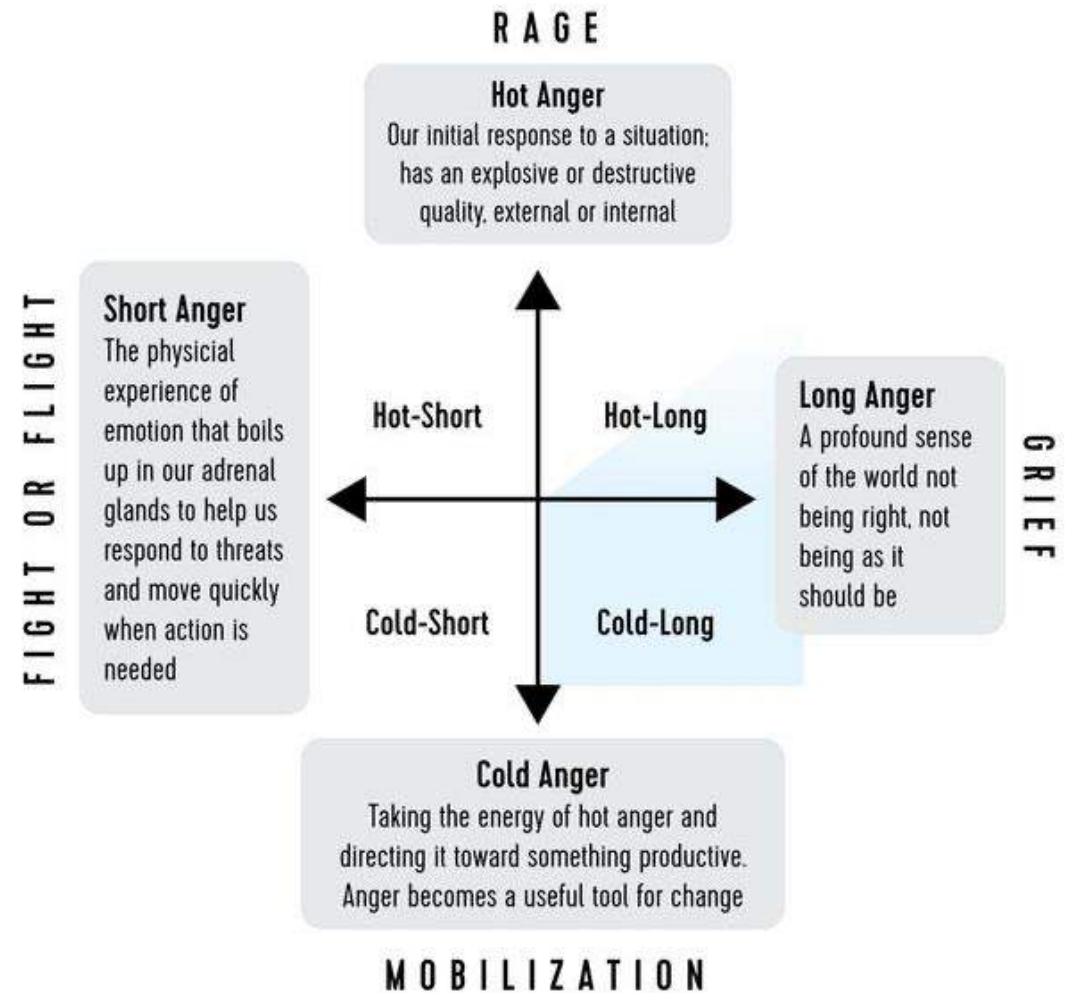 RAGE
Hot Anger
Our initial response to a situation;
has an explosive or destructive
quality, external or internal
FIGHT OR FLIGHT
Short Anger
The physicial
experience of
emotion that boils
up in our adrenal
glands to help us
respond to threats
and move quickly
when action is
needed
Hot-Short
Hot-Long
Cold-Short
Cold-Long
Long Anger
A profound sense
of the world not
being right, not
being as it
should be
GRIEF
Cold Anger
Taking the energy of hot anger and
directing it toward something productive.
Anger becomes a useful tool for change
MOBILIZATION